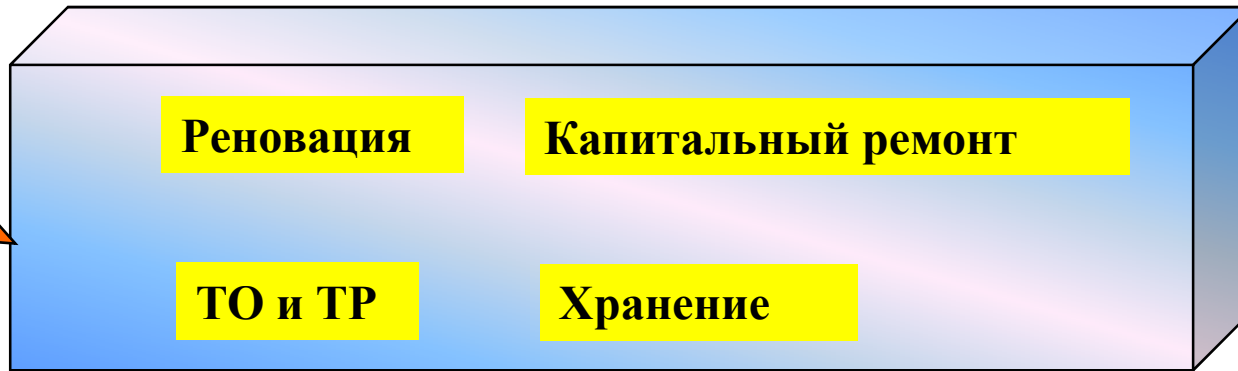 Реновация
Капитальный ремонт
ТО и ТР
Хранение